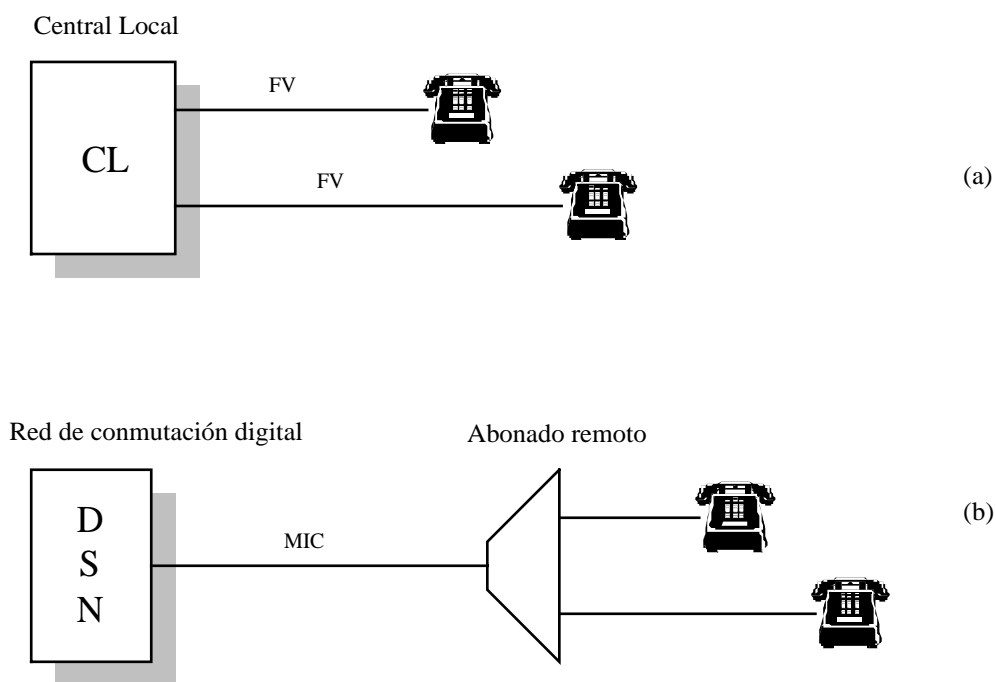 Central Local
FV
CL
FV
(a)
Red de conmutación digital
Abonado remoto
D
S
N
MIC
(b)